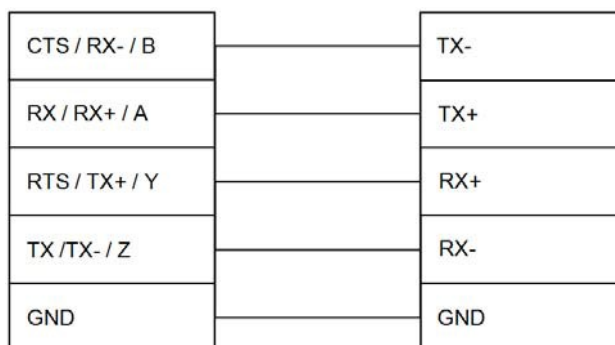 CTS / RX- / B
TX-
RX / RX+ / A
TX+
RTS / TX+ / Y
RX+
TX /TX- / Z
RX-
GND
GND